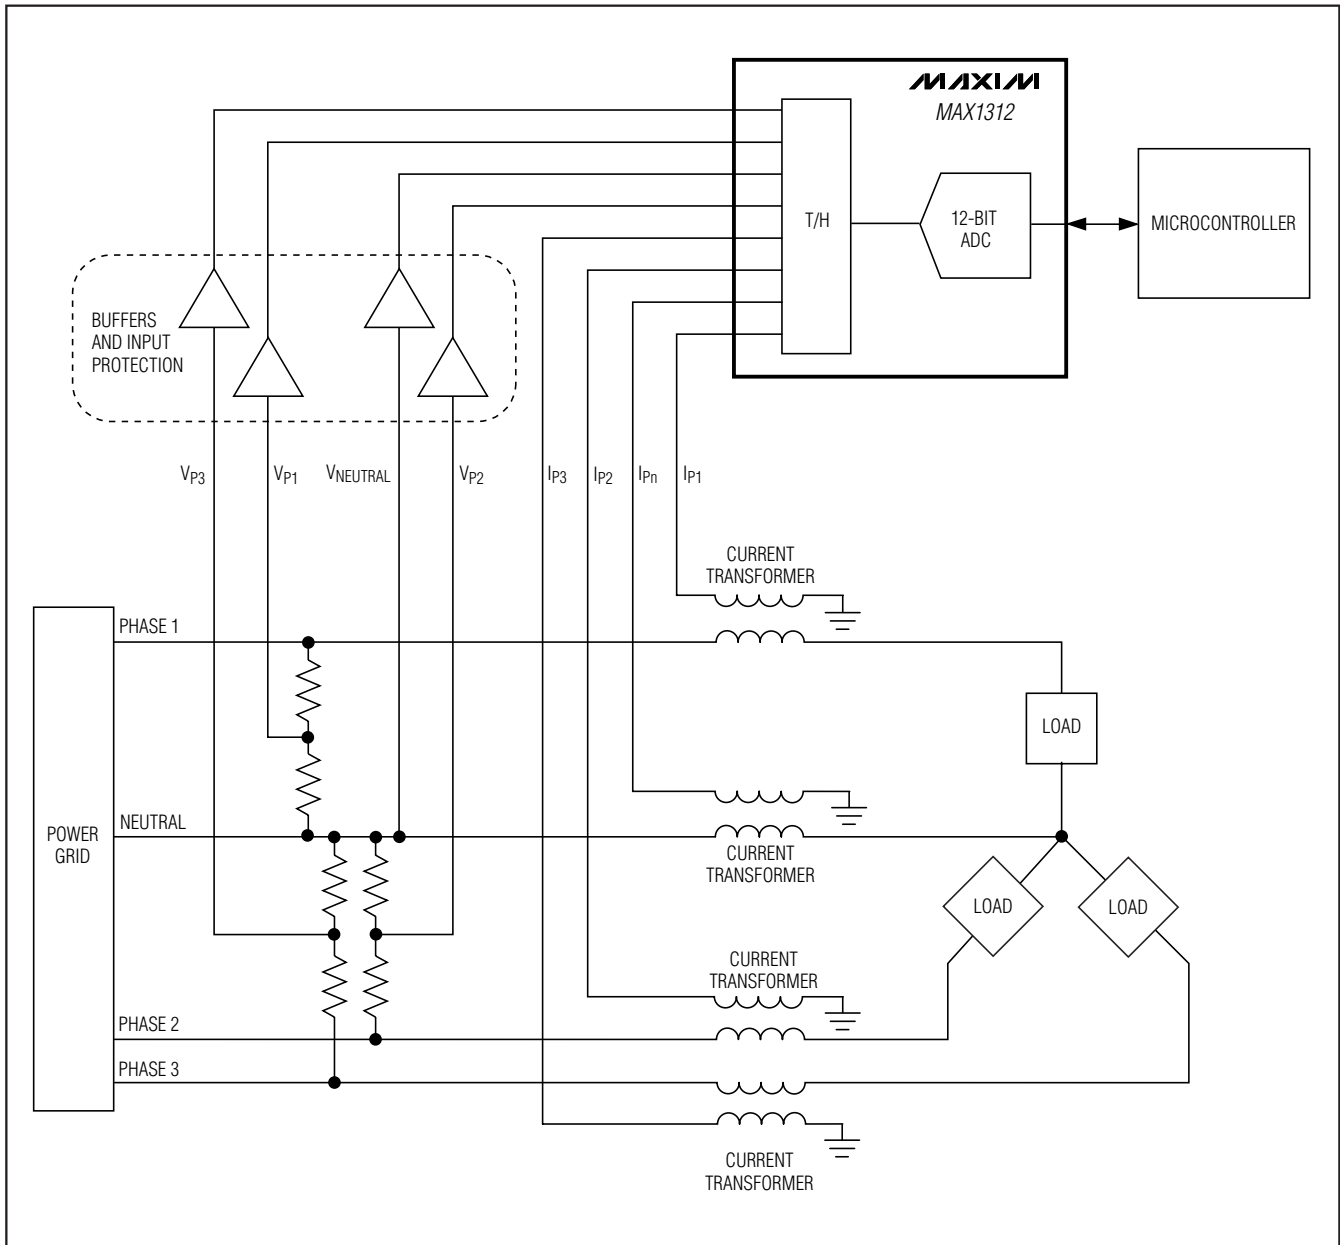 MAXIM
MAX1312
T/H
12-BIT
ADC
MICROCONTROLLER
BUFFERS
AND INPUT
PROTECTION
VP3
VP1
VNEUTRAL
VP2
IP3
IP2
IPn
IP1
CURRENT
TRANSFORMER
PHASE 1
LOAD
NEUTRAL
POWER
GRID
CURRENT
TRANSFORMER
LOAD
LOAD
CURRENT
TRANSFORMER
PHASE 2
PHASE 3
CURRENT
TRANSFORMER